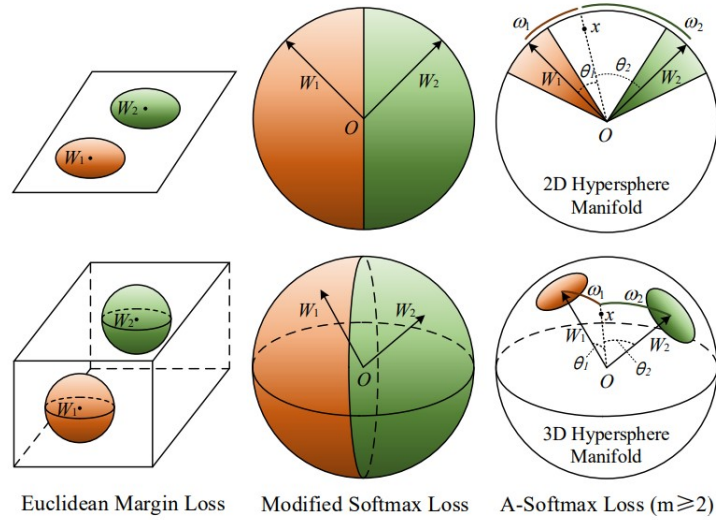 W₁
W₂
O
W₂
W₁
ω₁
x
ω₂
θ₁
θ₂
W₁
W₂
O
2D Hypersphere
Manifold
W₂
W₁
W₁
W₂
O
ω₁
ω₂
x
W₁
W₂
θ₁
θ₂
O
3D Hypersphere
Manifold
Euclidean Margin Loss
Modified Softmax Loss
A-Softmax Loss (m≥2)